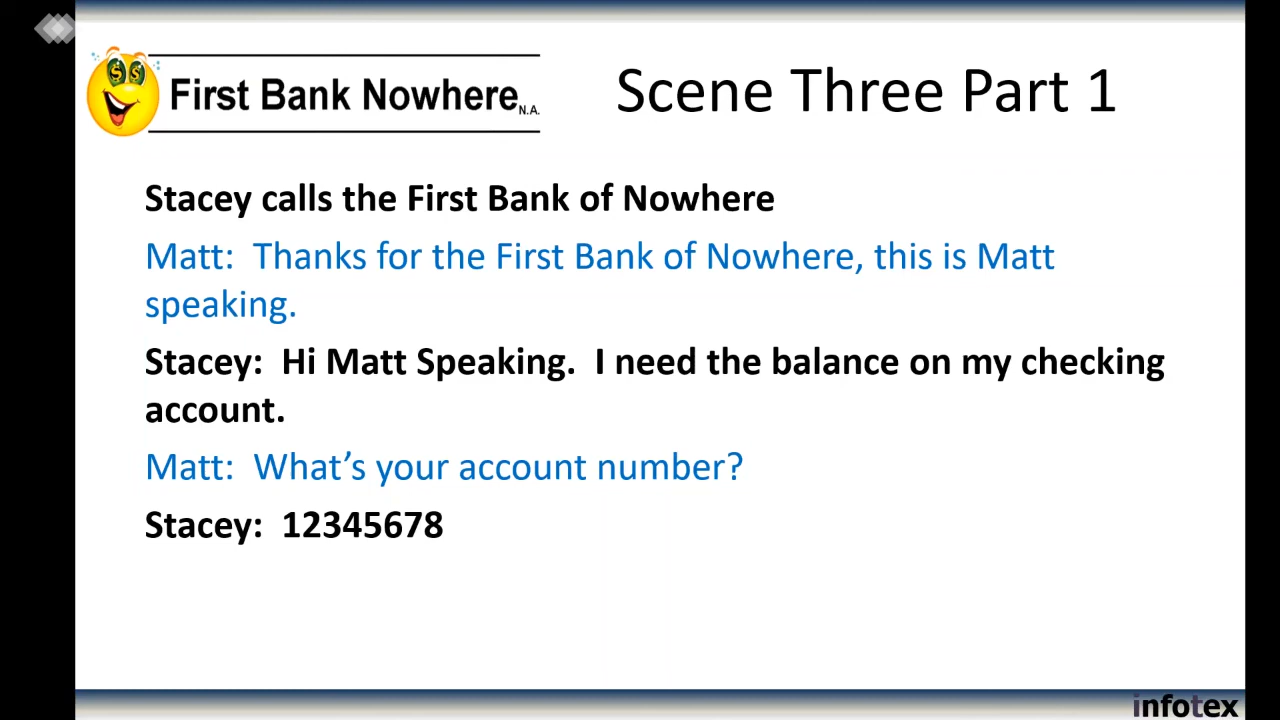 First Bank Nowhere N.A.
Scene Three Part 1
Stacey calls the First Bank of Nowhere
Matt:  Thanks for the First Bank of Nowhere, this is Matt
speaking.
Stacey:  Hi Matt Speaking.  I need the balance on my checking
account.
Matt:  What’s your account number?
Stacey:  12345678
infotex